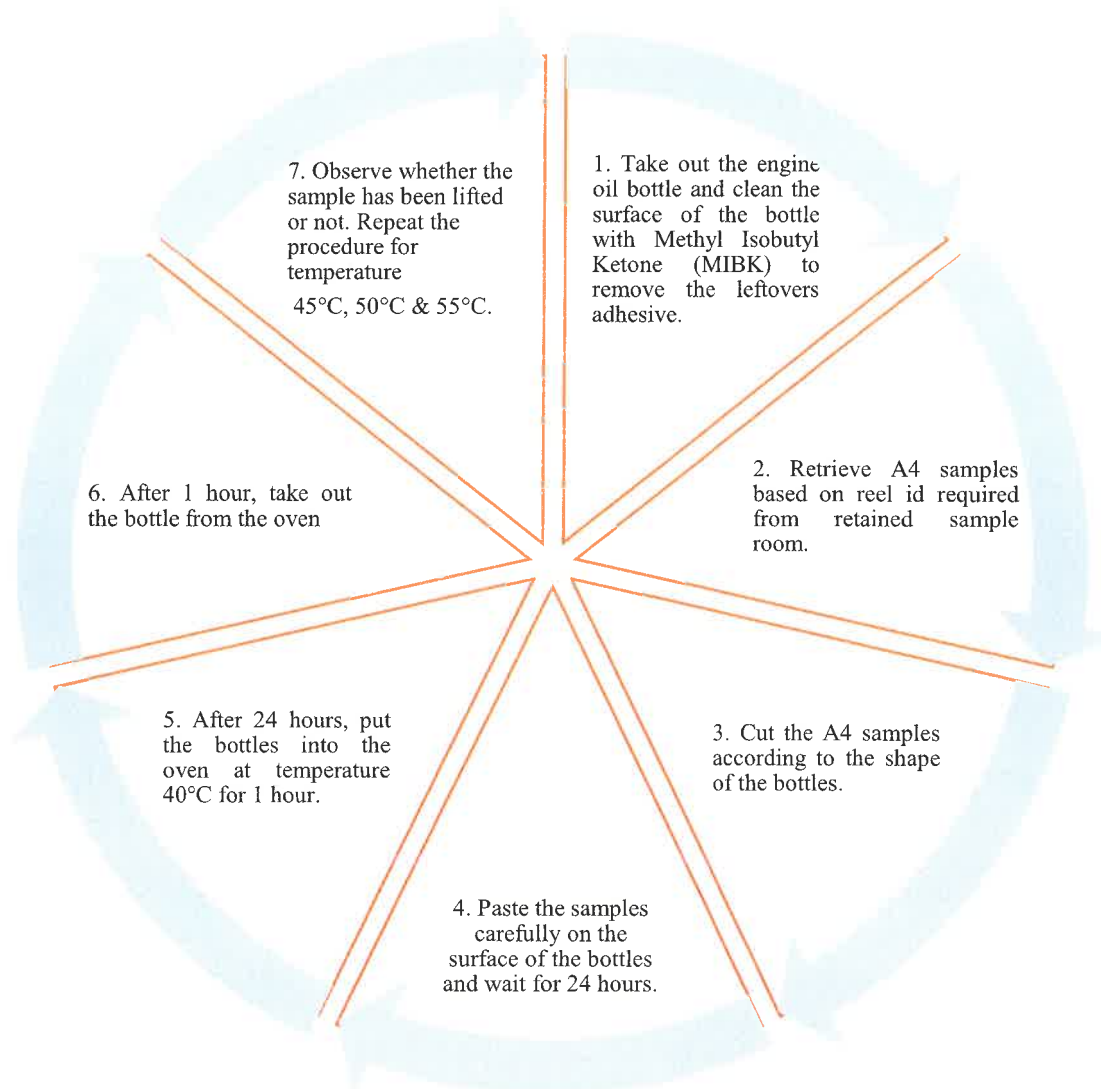 1. Take out the engine
oil bottle and clean the
surface of the bottle
with Methyl Isobutyl
Ketone (MIBK) to
remove the leftovers
adhesive.
2. Retrieve A4 samples
based on reel id required
from retained sample
room.
3. Cut the A4 samples
according to the shape
of the bottles.
4. Paste the samples
carefully on the
surface of the bottles
and wait for 24 hours.
5. After 24 hours, put
the bottles into the
oven at temperature
40°C for 1 hour.
6. After 1 hour, take out
the bottle from the oven
7. Observe whether the
sample has been lifted
or not. Repeat the
procedure for
temperature
45°C, 50°C & 55°C.